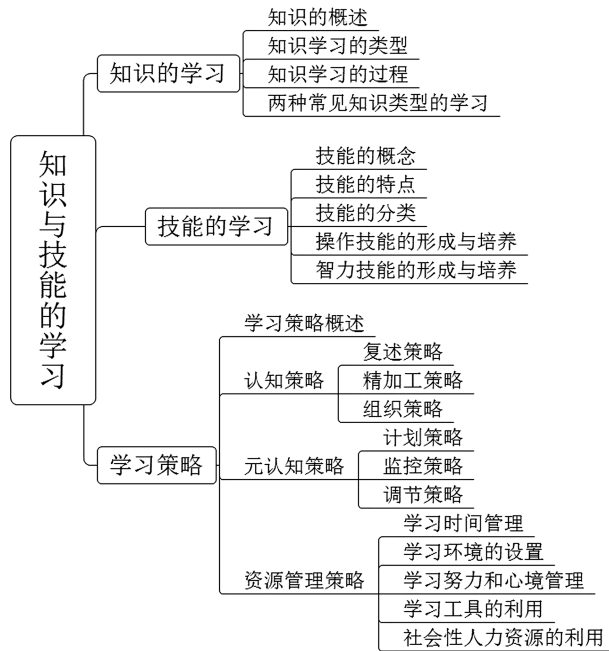 知识与技能的学习
知识的学习
知识的概述
知识学习的类型
知识学习的过程
两种常见知识类型的学习
技能的学习
技能的概念
技能的特点
技能的分类
操作技能的形成与培养
智力技能的形成与培养
学习策略
学习策略概述
认知策略
复述策略
精加工策略
组织策略
元认知策略
计划策略
监控策略
调节策略
资源管理策略
学习时间管理
学习环境的设置
学习努力和心境管理
学习工具的利用
社会性人力资源的利用